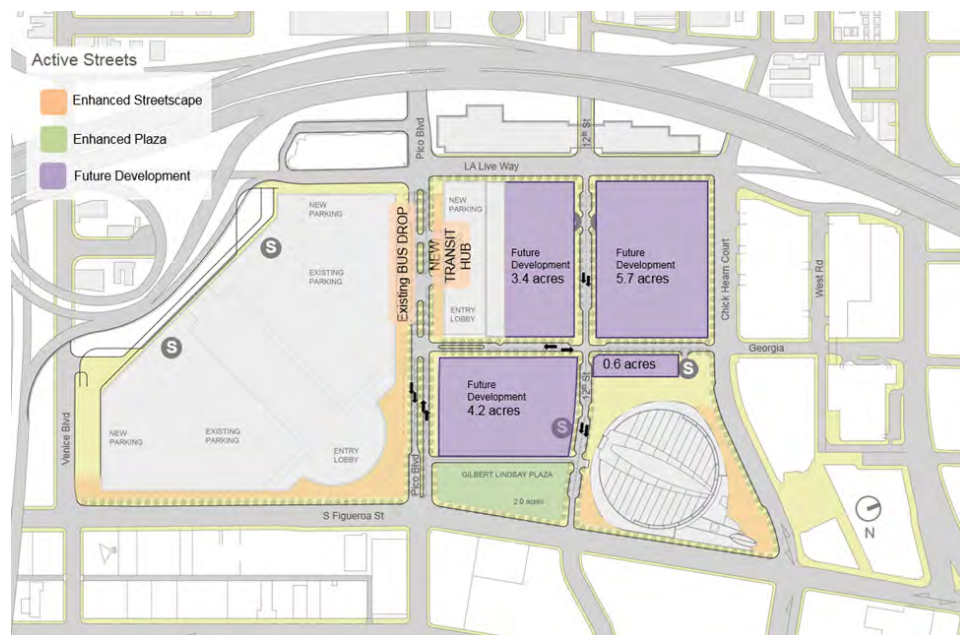 Active Streets
Enhanced Streetscape
Enhanced Plaza
Future Development
Pico Blvd
12th St
LA Live Way
NEW
PARKING
NEW
PARKING
Existing BUS DROP
NEW
TRANSIT
HUB
Future
Development
3.4 acres
Future
Development
5.7 acres
Chick Hearn Court
West Rd
S
EXISTING
PARKING
ENTRY
LOBBY
Georgia
S
0.6 acres
S
12th St
Future
Development
4.2 acres
S
Venice Blvd
NEW
PARKING
EXISTING
PARKING
ENTRY
LOBBY
Pico Blvd
GILBERT LINDSAY PLAZA
2.0 acres
S Figueroa St
N